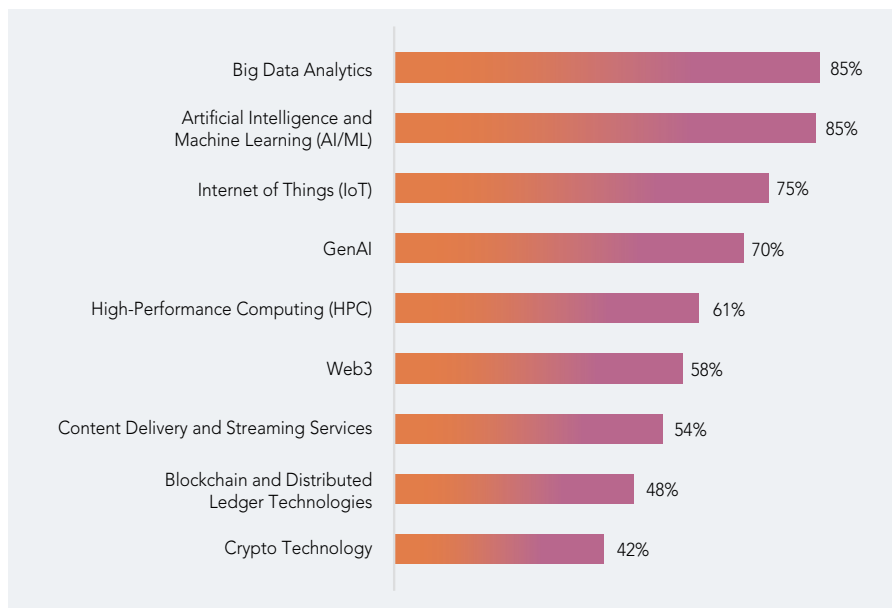 Big Data Analytics
85%
Artificial Intelligence and
Machine Learning (AI/ML)
85%
Internet of Things (IoT)
75%
GenAI
70%
High-Performance Computing (HPC)
61%
Web3
58%
Content Delivery and Streaming Services
54%
Blockchain and Distributed
Ledger Technologies
48%
Crypto Technology
42%